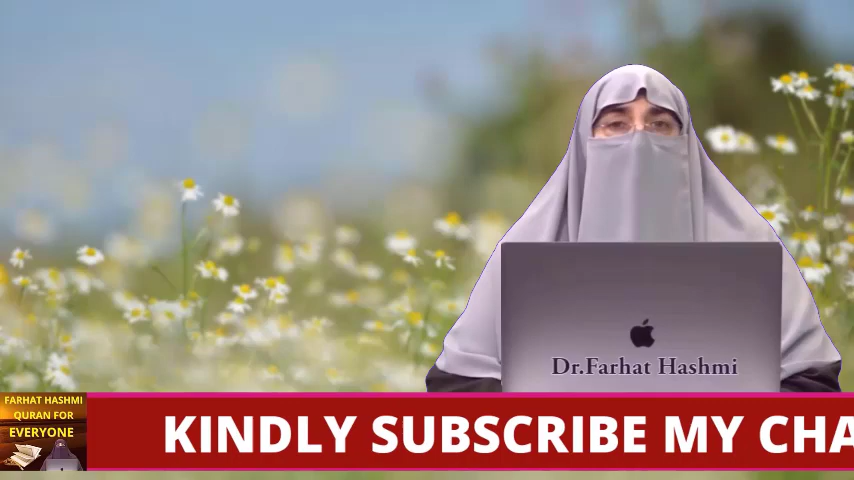 Dr.Farhat Hashmi
FARHAT HASHMI
QURAN FOR
EVERYONE
KINDLY SUBSCRIBE MY CHA